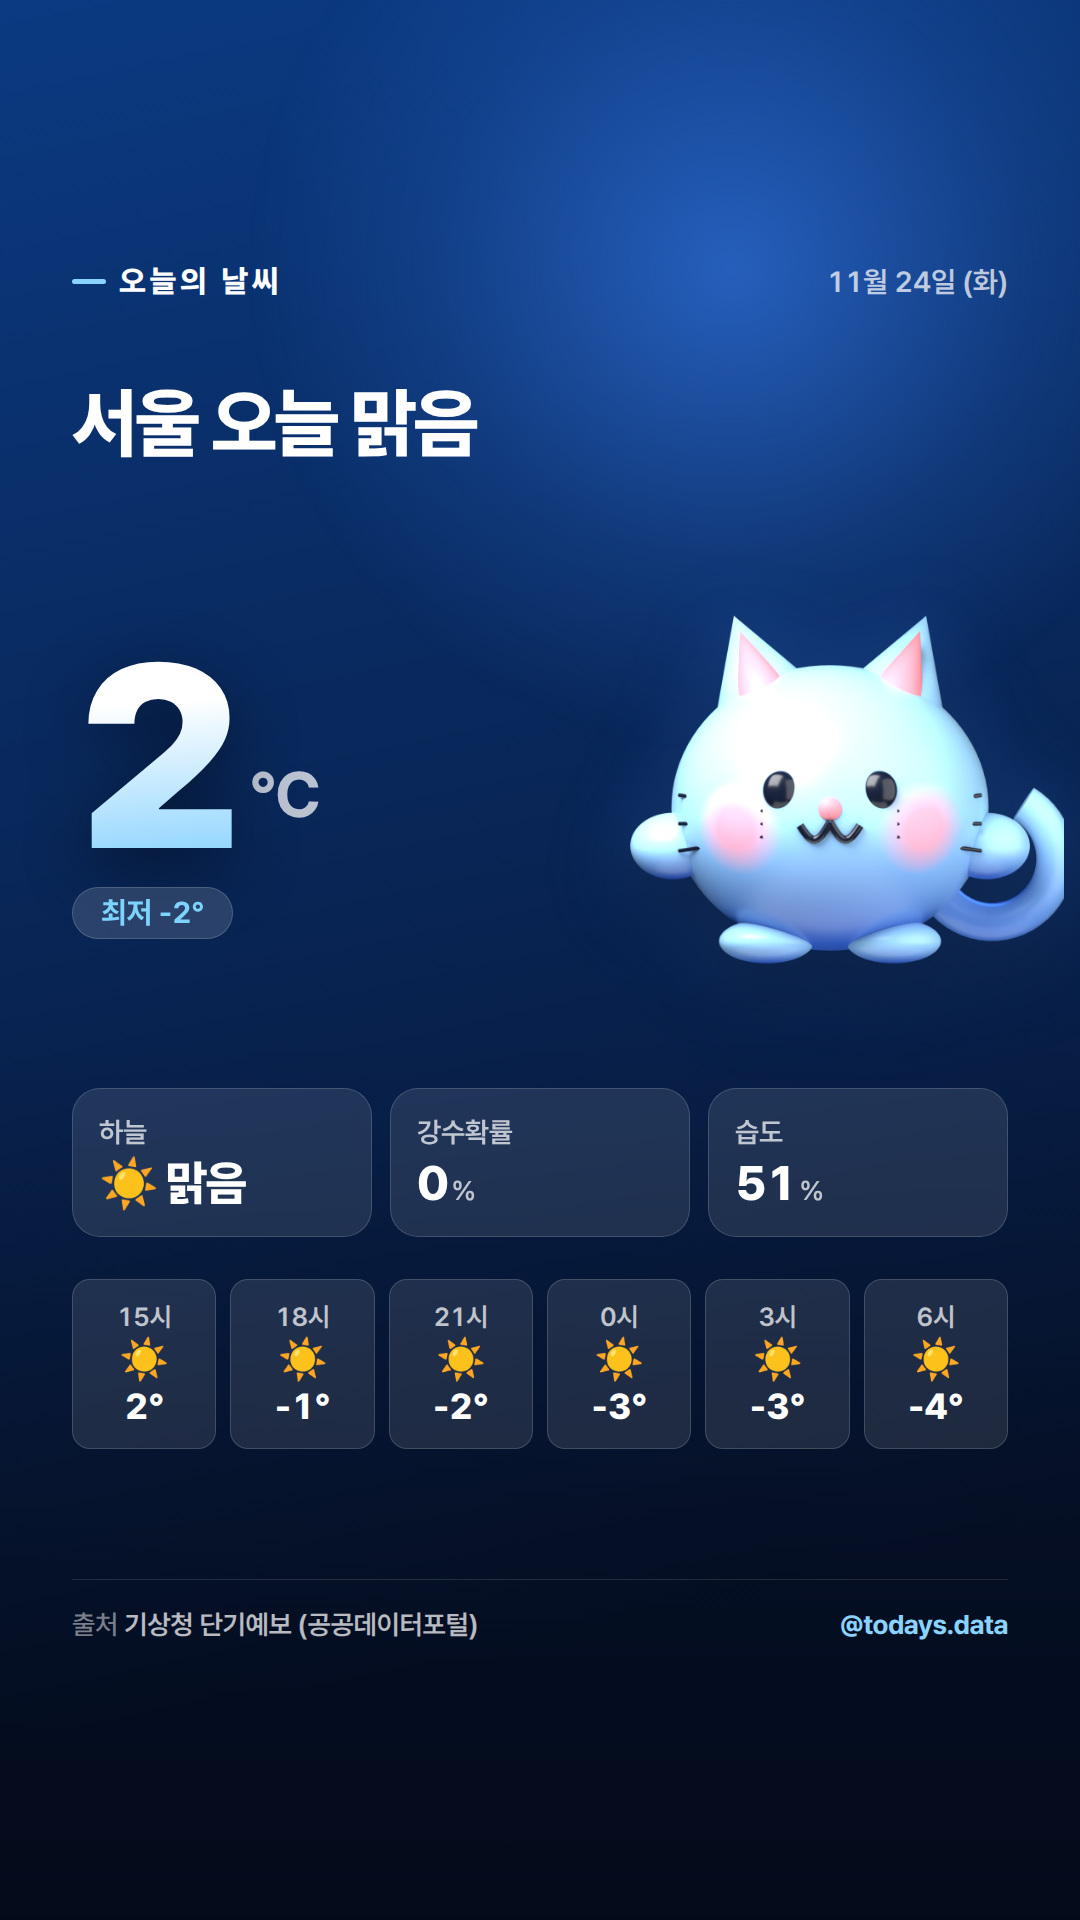 오늘의 날씨
11월 24일 (화)
서울 오늘 맑음
2°C
최저 -2°
하늘
맑음
강수확률
0%
습도
51%
15시
2°
18시
-1°
21시
-2°
0시
-3°
3시
-3°
6시
-4°
출처 기상청 단기예보 (공공데이터포털)
@todays.data